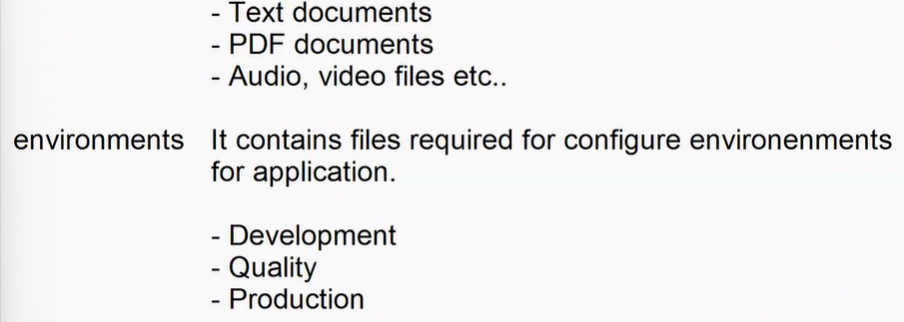 - Text documents
- PDF documents
- Audio, video files etc..
environments It contains files required for configure environenments
for application.
- Development
- Quality
- Production